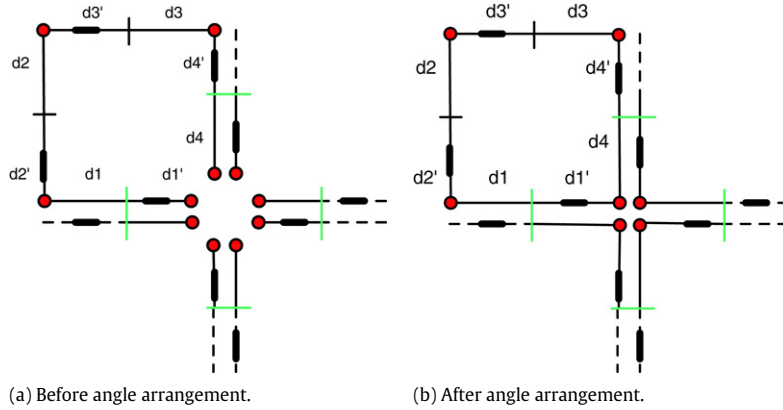 d3' d3 d3' d3
d2 d4' d2 d4'
d4 d4
d2' d1 d1' d2' d1 d1'
(a) Before angle arrangement. (b) After angle arrangement.